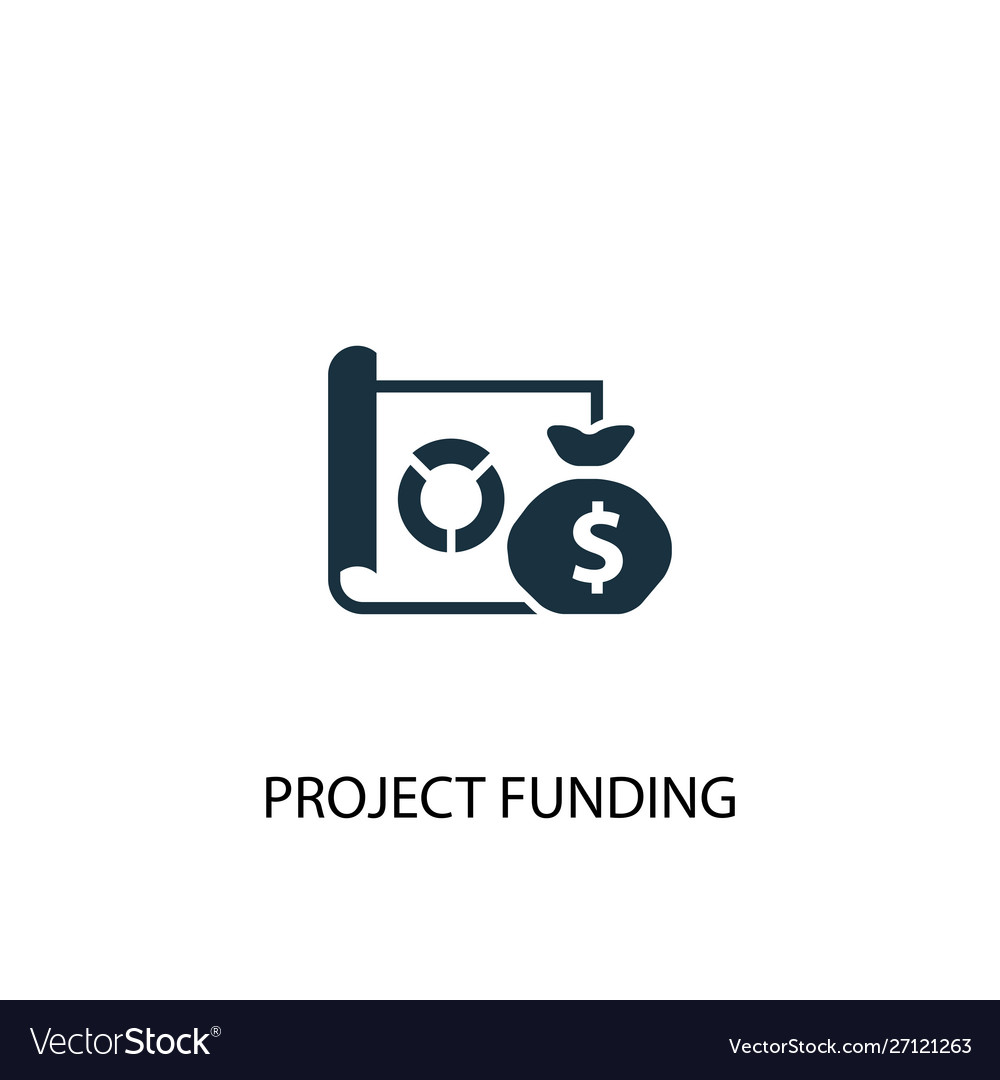 $
PROJECT FUNDING
VectorStock®
VectorStock.com/27121263